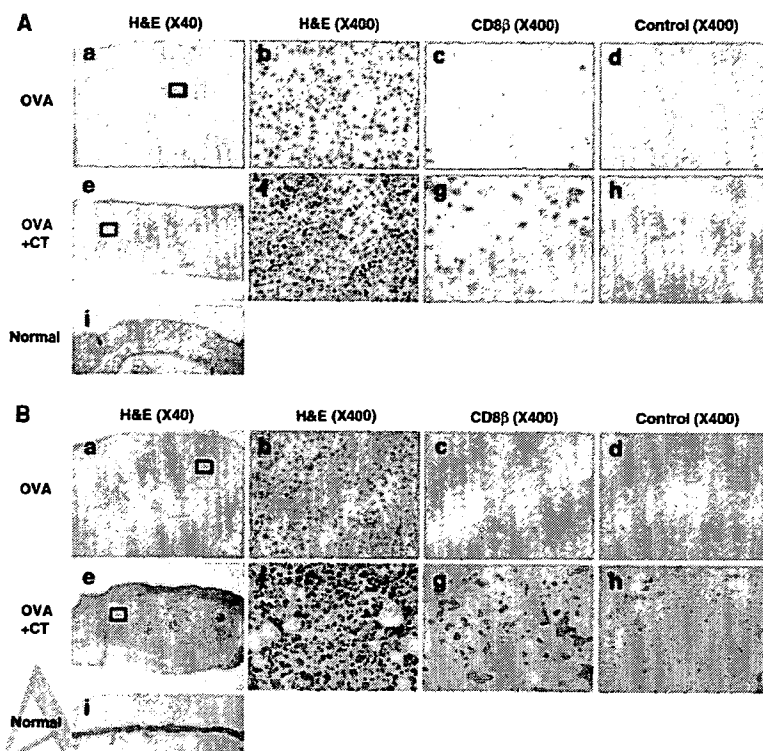 A
H&E (X40) H&E (X400) CD8β (X400) Control (X400)
OVA
a b c d
OVA
+CT
e f g h
Normal
i
B
H&E (X40) H&E (X400) CD8β (X400) Control (X400)
OVA
a b c d
OVA
+CT
e f g h
Normal
i